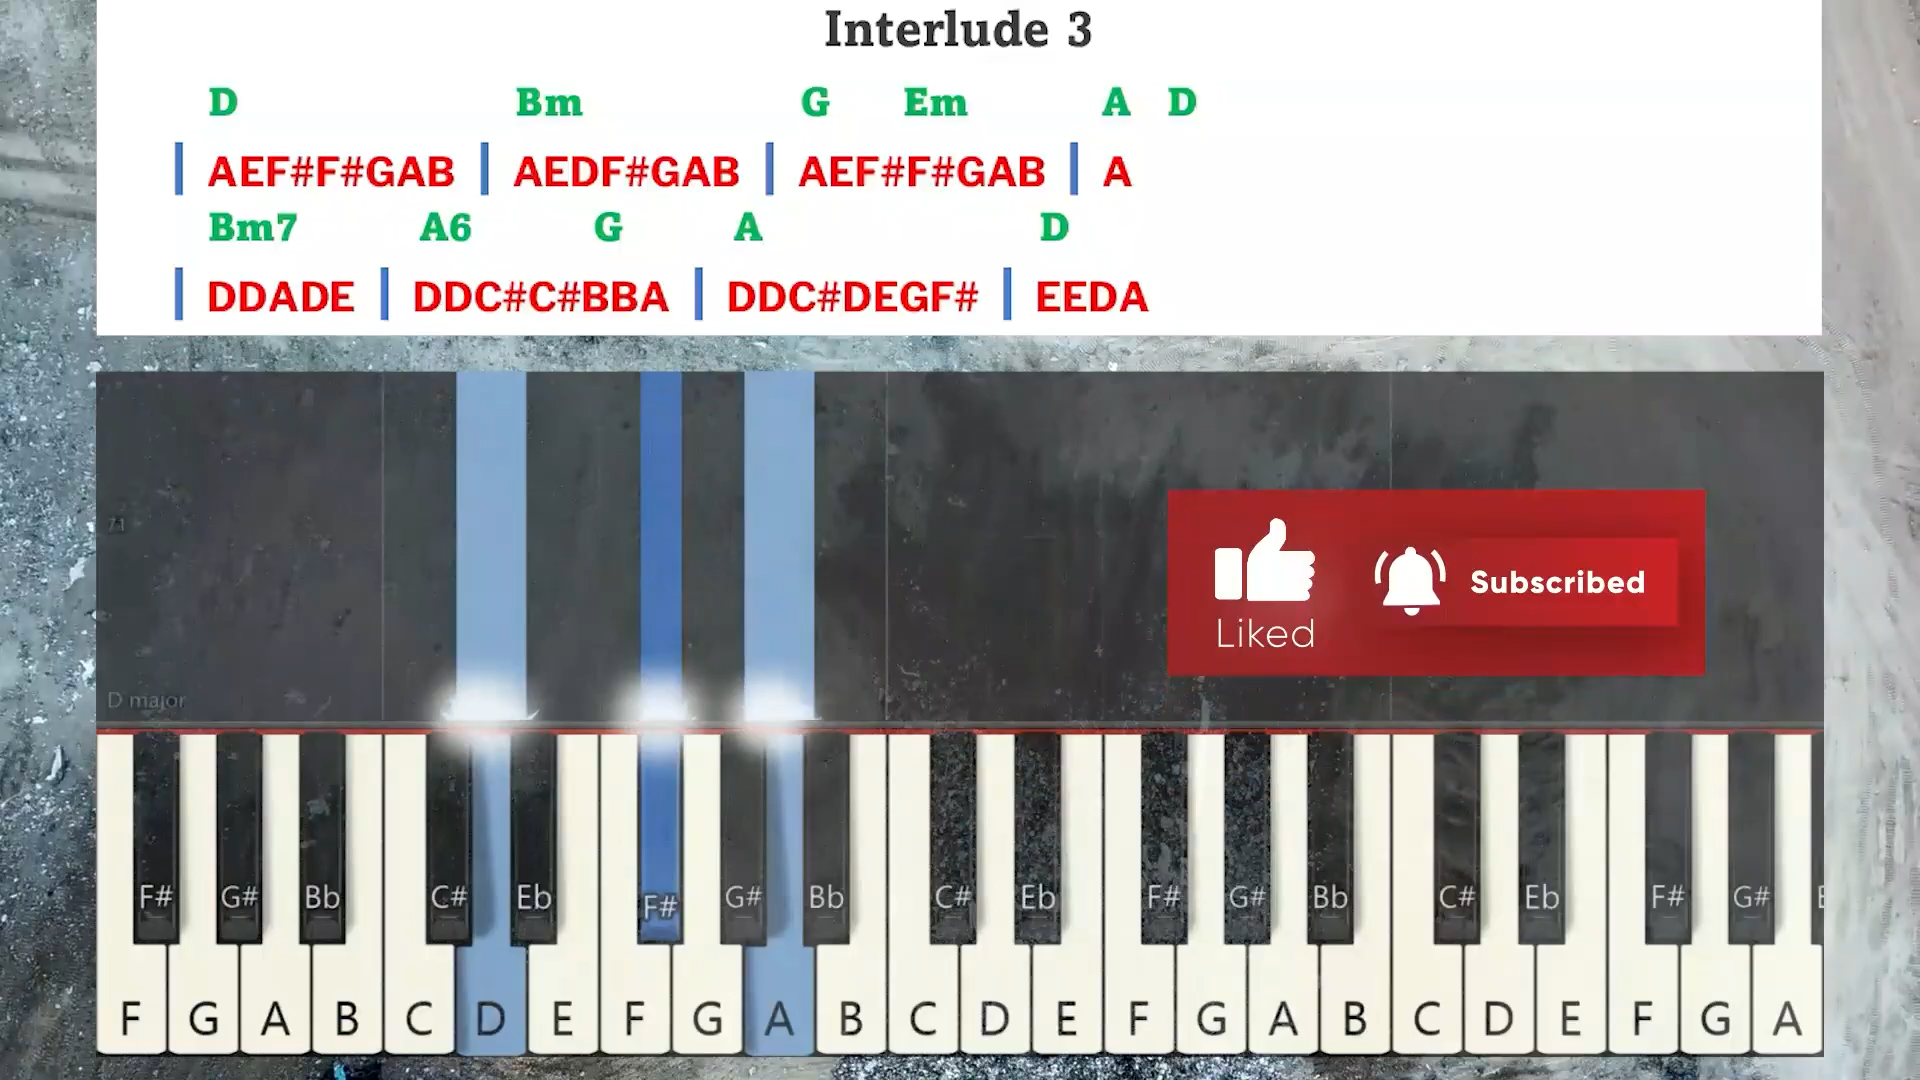 Interlude 3
D Bm G Em A D
| AEF#F#GAB | AEDF#GAB | AEF#F#GAB | A
Bm7 A6 G A D
| DDADE | DDC#C#BBA | DDC#DEGF# | EEDA
71
Liked
Subscribed
D major
F# G# Bb C# Eb F# G# Bb C# Eb F# G# Bb C# Eb F# G#
F G A B C D E F G A B C D E F G A B C D E F G A